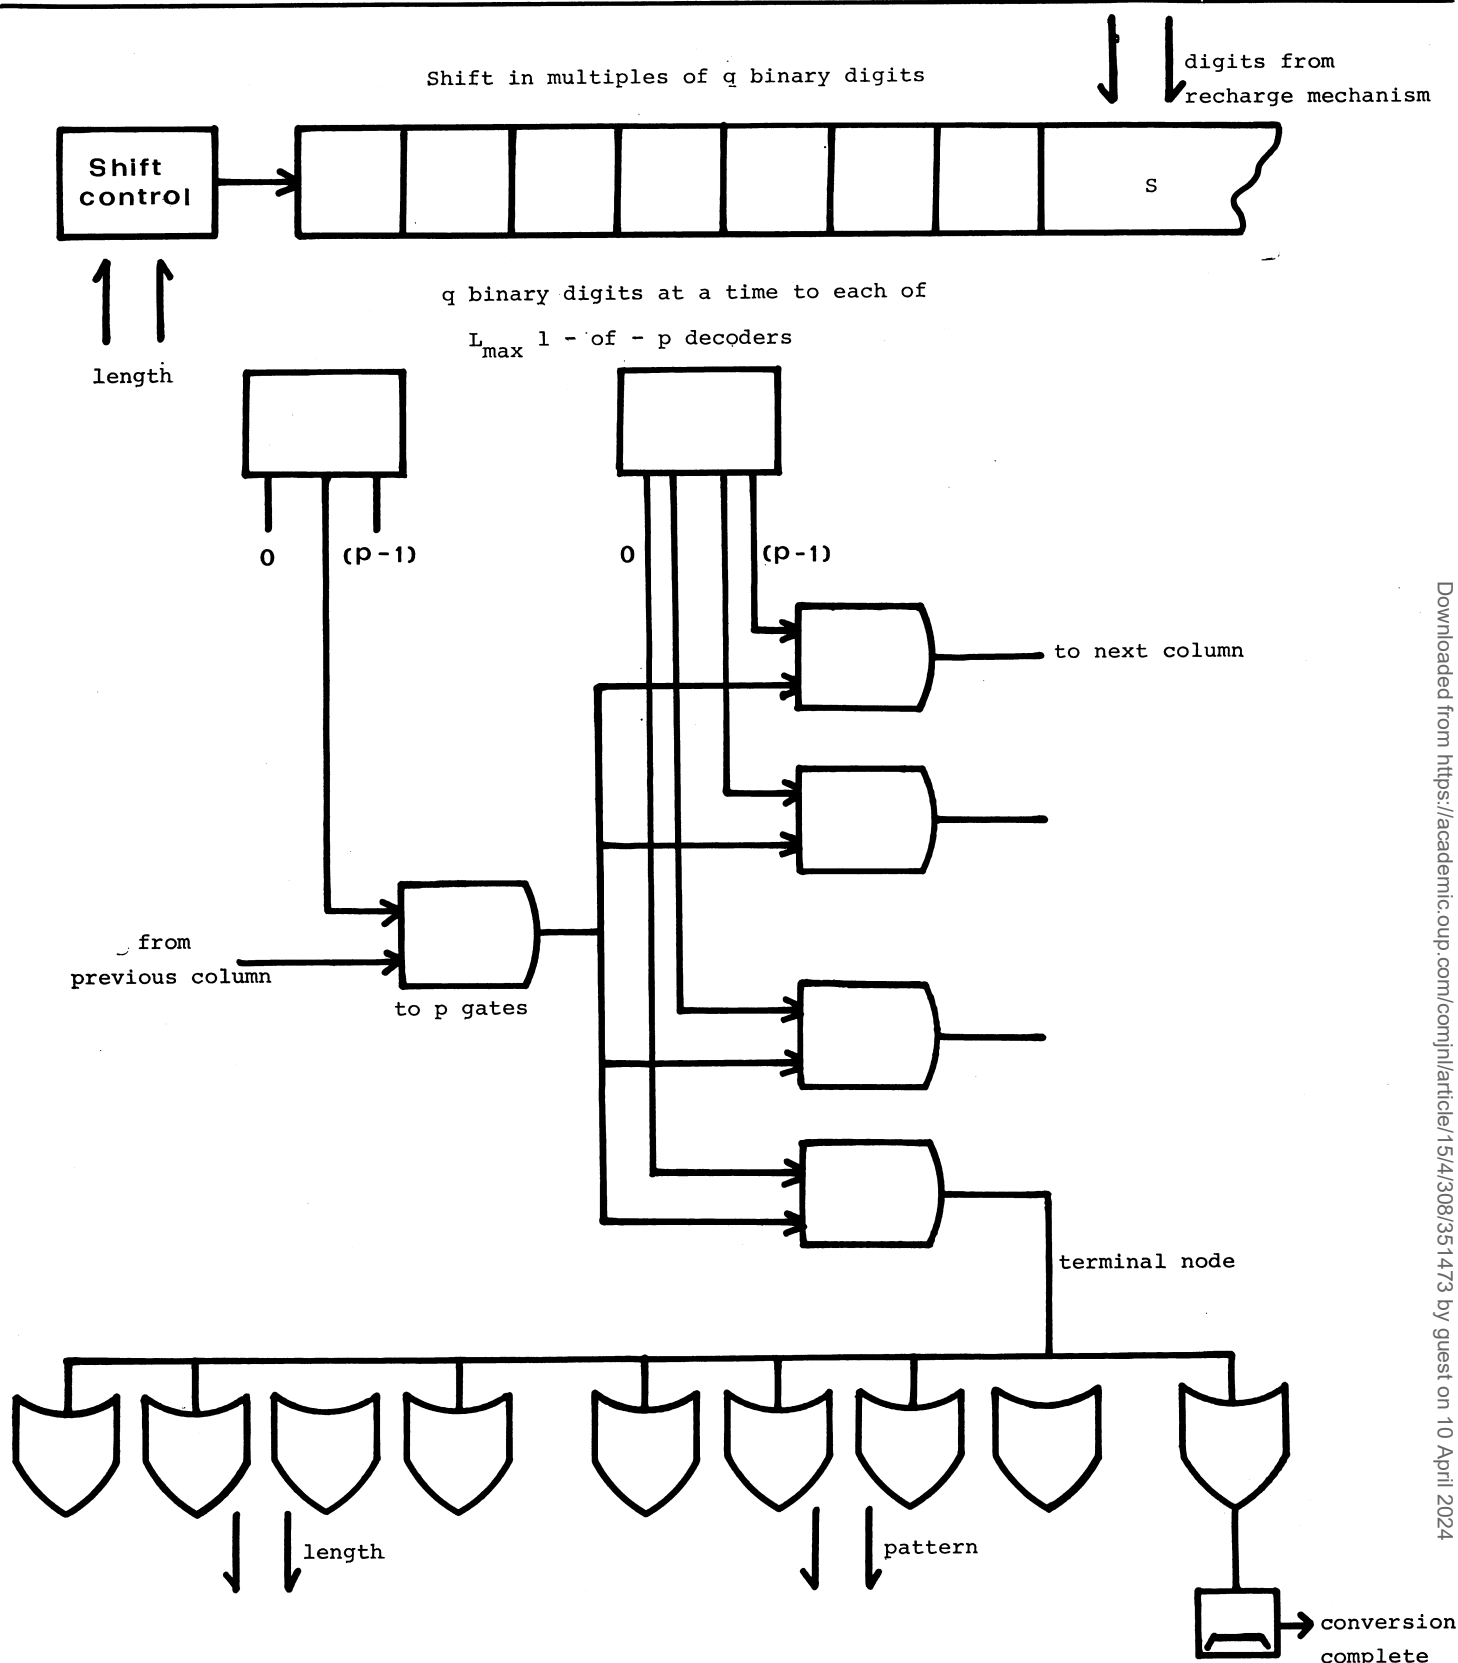 Shift in multiples of q binary digits
digits from
recharge mechanism
Shift
control
S
q binary digits at a time to each of
Lmax 1 - of - p decoders
length
0
(p-1)
0
(p-1)
to next column
from
previous column
to p gates
terminal node
length
pattern
conversion
complete
Downloaded from https://academic.oup.com/comjnl/article/15/4/308/351473 by guest on 10 April 2024